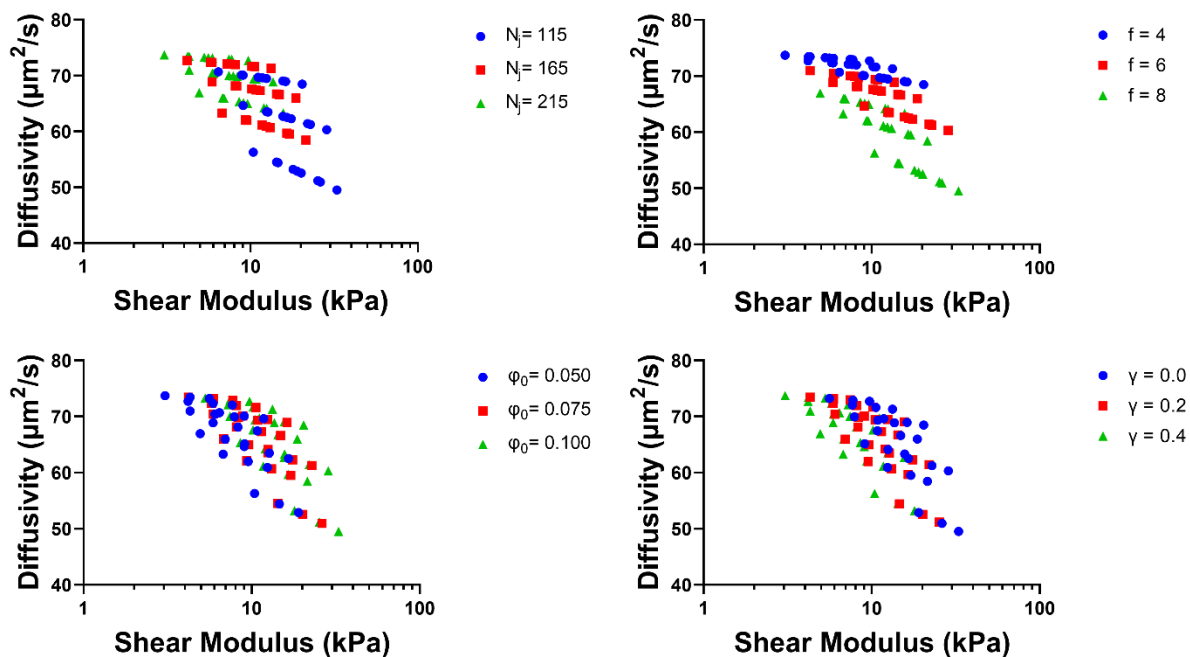 80
70
60
50
40
Diffusivity (μm²/s)
1
10
100
Shear Modulus (kPa)
Nj= 115
Nj= 165
Nj= 215
80
70
60
50
40
Diffusivity (μm²/s)
1
10
100
Shear Modulus (kPa)
f = 4
f = 6
f = 8
80
70
60
50
40
Diffusivity (μm²/s)
1
10
100
Shear Modulus (kPa)
φ₀= 0.050
φ₀= 0.075
φ₀= 0.100
80
70
60
50
40
Diffusivity (μm²/s)
1
10
100
Shear Modulus (kPa)
γ = 0.0
γ = 0.2
γ = 0.4